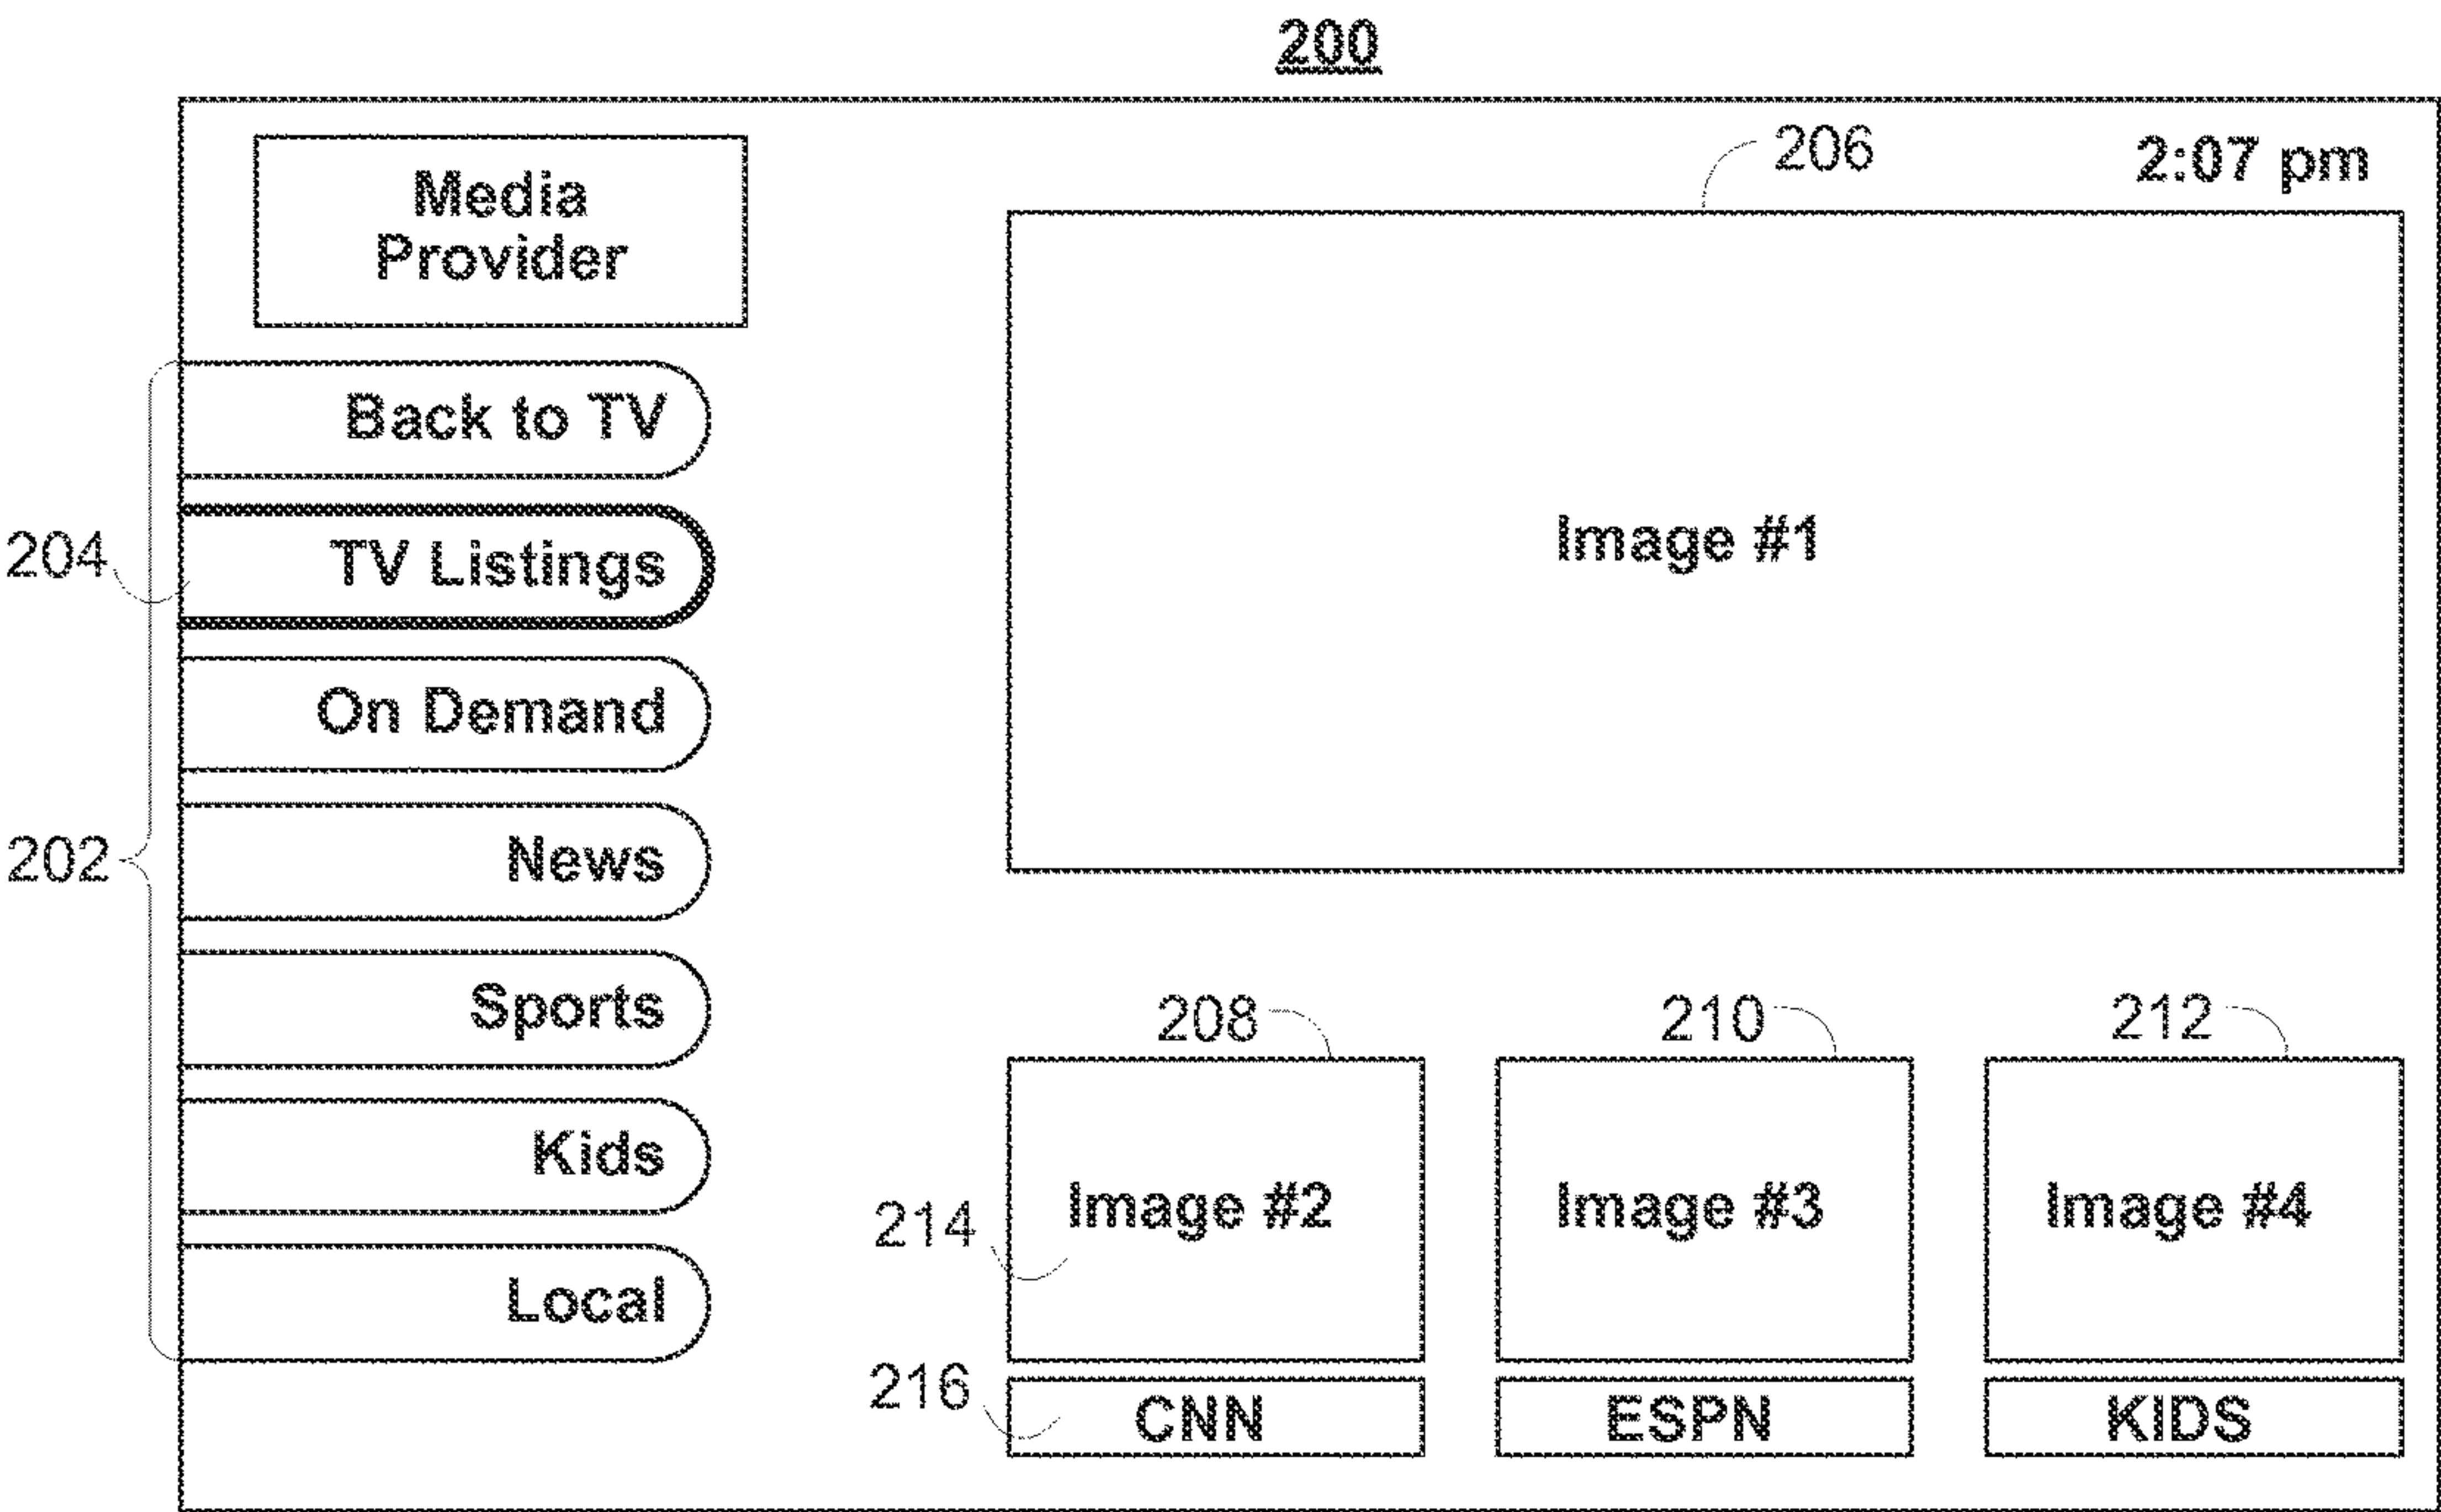 200
206
2:07 pm
Media
Provider
Back to TV
204
TV Listings
On Demand
202
News
Sports
Kids
Local
Image #1
208
210
212
214
Image #2
Image #3
Image #4
216
CNN
ESPN
KIDS